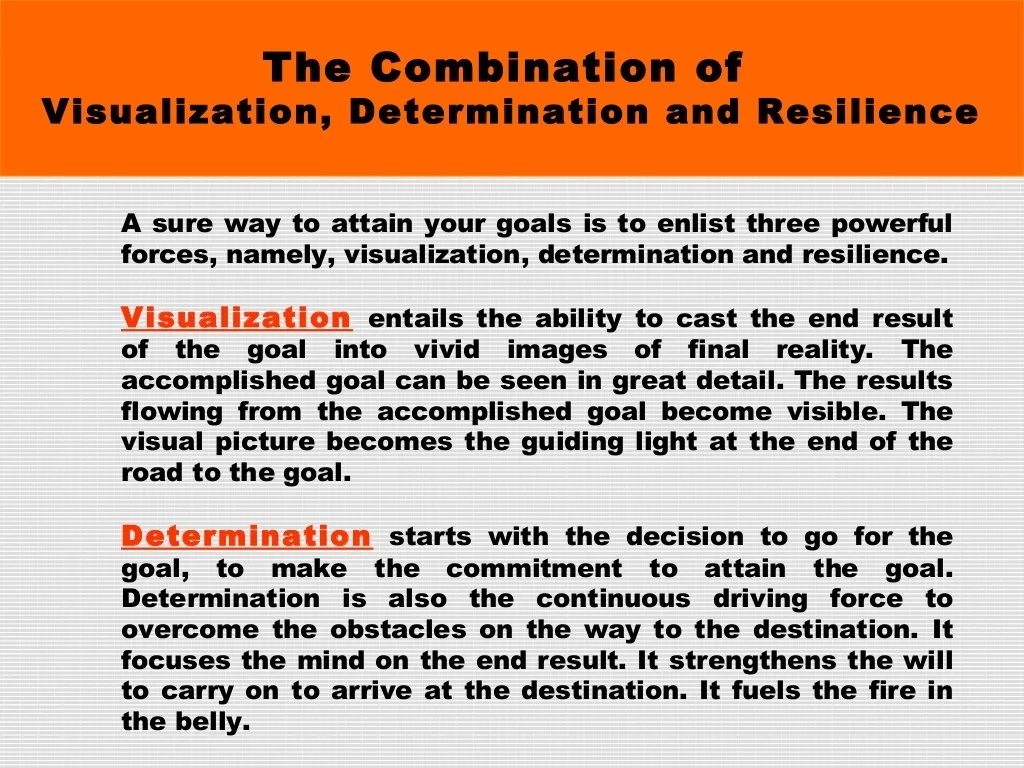 The Combination of
Visualization, Determination and Resilience
A sure way to attain your goals is to enlist three powerful
forces, namely, visualization, determination and resilience.
Visualization entails the ability to cast the end result
of the goal into vivid images of final reality. The
accomplished goal can be seen in great detail. The results
flowing from the accomplished goal become visible. The
visual picture becomes the guiding light at the end of the
road to the goal.
Determination starts with the decision to go for the
goal, to make the commitment to attain the goal.
Determination is also the continuous driving force to
overcome the obstacles on the way to the destination. It
focuses the mind on the end result. It strengthens the will
to carry on to arrive at the destination. It fuels the fire in
the belly.